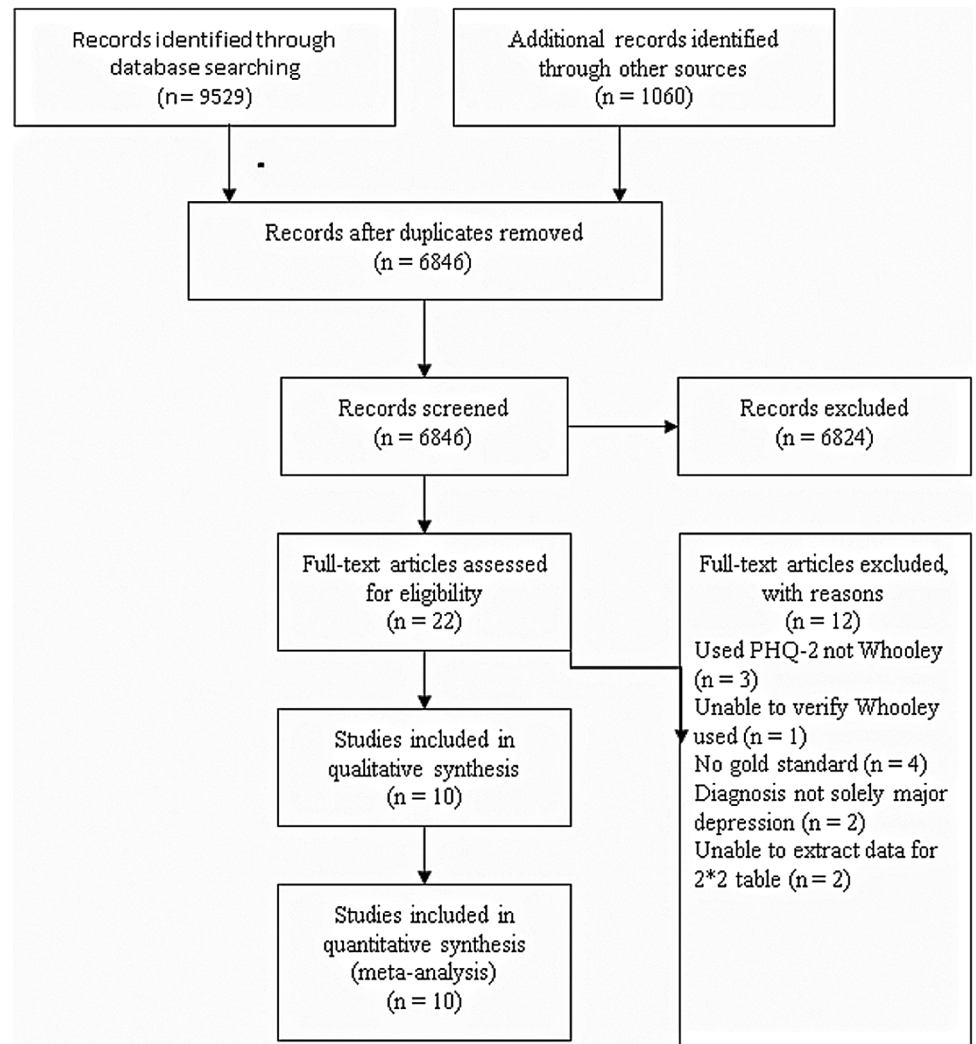 Records identified through
database searching
(n= 9529)
Additional records identified
through other sources
(n = 1060)
Records after duplicates removed
(n = 6846)
Records screened
(n = 6846)
Records excluded
(n = 6824)
Full-text articles assessed
for eligibility
(n = 22)
Full-text articles excluded,
with reasons
(n = 12)
Used PHQ-2 not Whooley
(n = 3)
Unable to verify Whooley
used (n = 1)
No gold standard (n = 4)
Diagnosis not solely major
depression (n = 2)
Unable to extract data for
2*2 table (n = 2)
Studies included in
qualitative synthesis
(n = 10)
Studies included in
quantitative synthesis
(meta-analysis)
(n = 10)